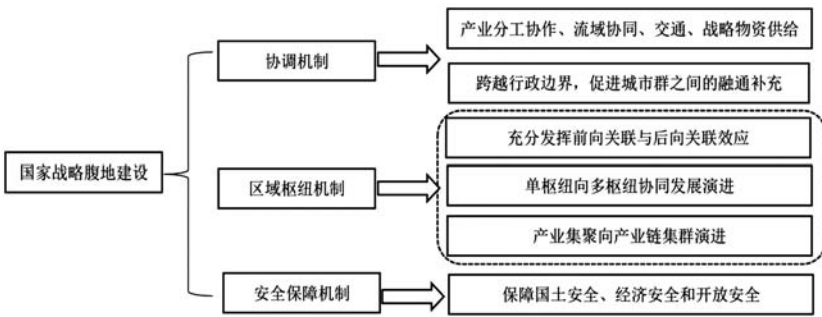 国家战略腹地建设
协调机制
产业分工协作、流域协同、交通、战略物资供给
跨越行政边界，促进城市群之间的融通补充
区域枢纽机制
充分发挥前向关联与后向关联效应
单枢纽向多枢纽协同发展演进
产业集聚向产业链集群演进
安全保障机制
保障国土安全、经济安全和开放安全